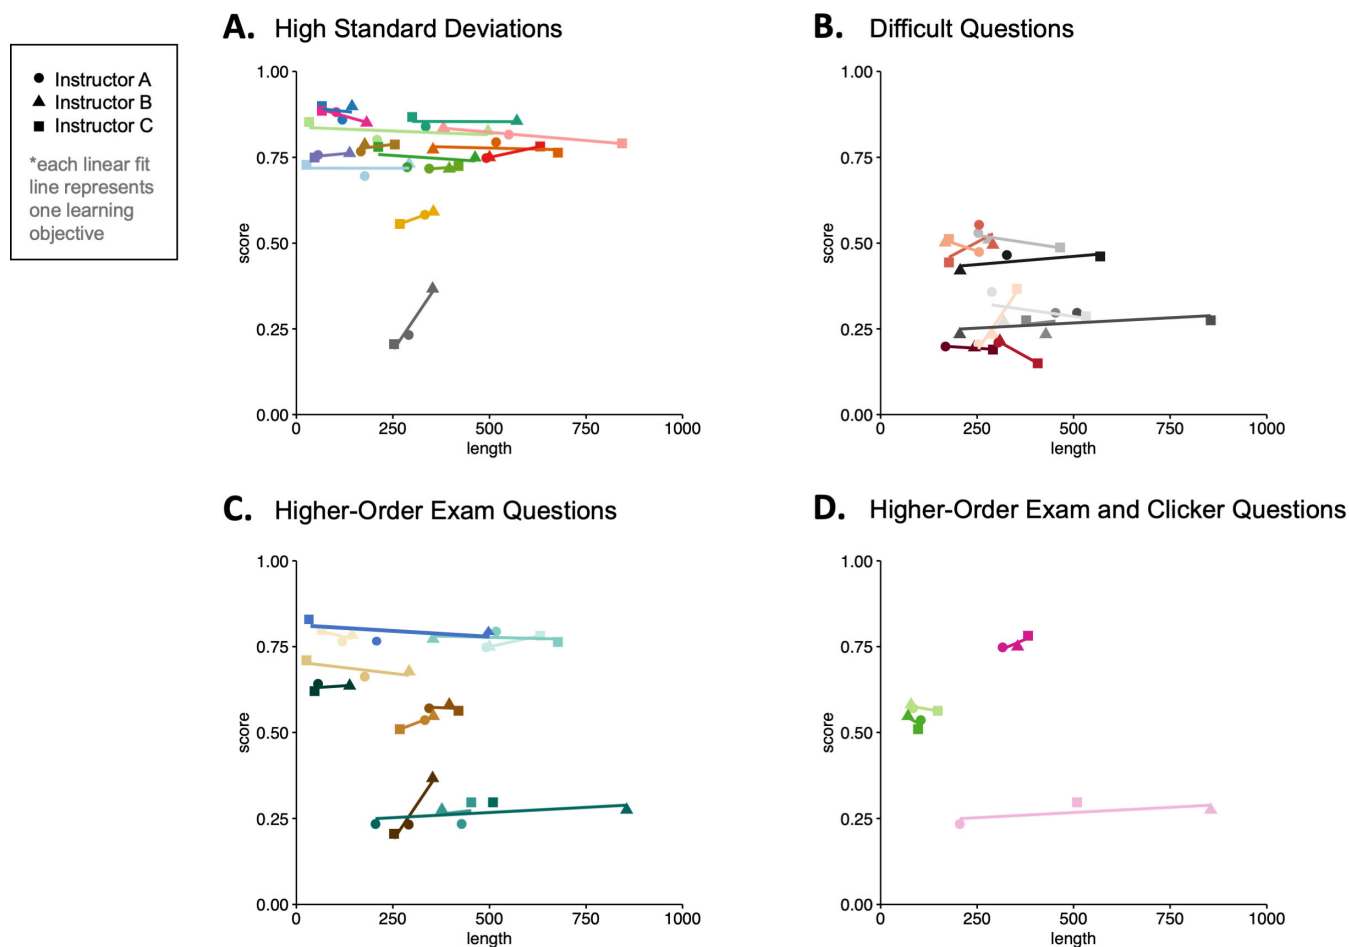 A. High Standard Deviations
B. Difficult Questions
Instructor A
Instructor B
Instructor C
*each linear fit
line represents
one learning
objective
1.00
0.75
0.50
0.25
0.00
score
0
250
500
750
1000
length
1.00
0.75
0.50
0.25
0.00
score
0
250
500
750
1000
length
C. Higher-Order Exam Questions
D. Higher-Order Exam and Clicker Questions
1.00
0.75
0.50
0.25
0.00
score
0
250
500
750
1000
length
1.00
0.75
0.50
0.25
0.00
score
0
250
500
750
1000
length